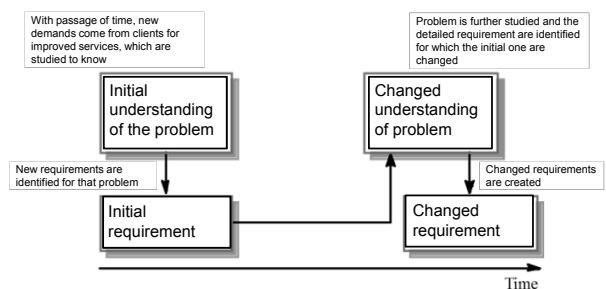 With passage of time, new
demands come from clients for
improved services, which are
studied to know
Problem is further studied and the
detailed requirement are identified
for which the initial one are
changed
Initial
understanding
of the problem
Changed
understanding
of problem
New requirements are
identified for that problem
Changed requirements
are created
Initial
requirement
Changed
requirement
Time